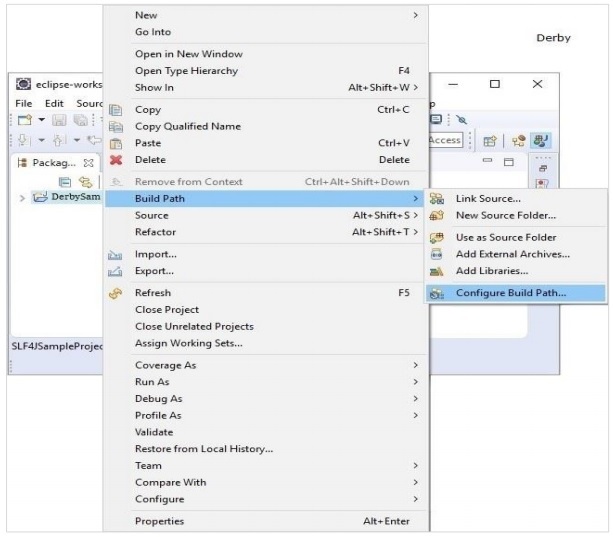 Derby
eclipse-works
File Edit Sourc
Access
Packag...
DerbySam
SLF4JSampleProjec
New
Go Into
Open in New Window
Open Type Hierarchy F4
Show In Alt+Shift+W >
Copy Ctrl+C
Copy Qualified Name
Paste Ctrl+V
Delete Delete
Remove from Context Ctrl+Alt+Shift+Down
Build Path >
Source Alt+Shift+S >
Refactor Alt+Shift+T >
Import...
Export...
Refresh F5
Close Project
Close Unrelated Projects
Assign Working Sets...
Coverage As >
Run As >
Debug As >
Profile As >
Validate
Restore from Local History...
Team >
Compare With >
Configure >
Properties Alt+Enter
Link Source...
New Source Folder...
Use as Source Folder
Add External Archives...
Add Libraries...
Configure Build Path...